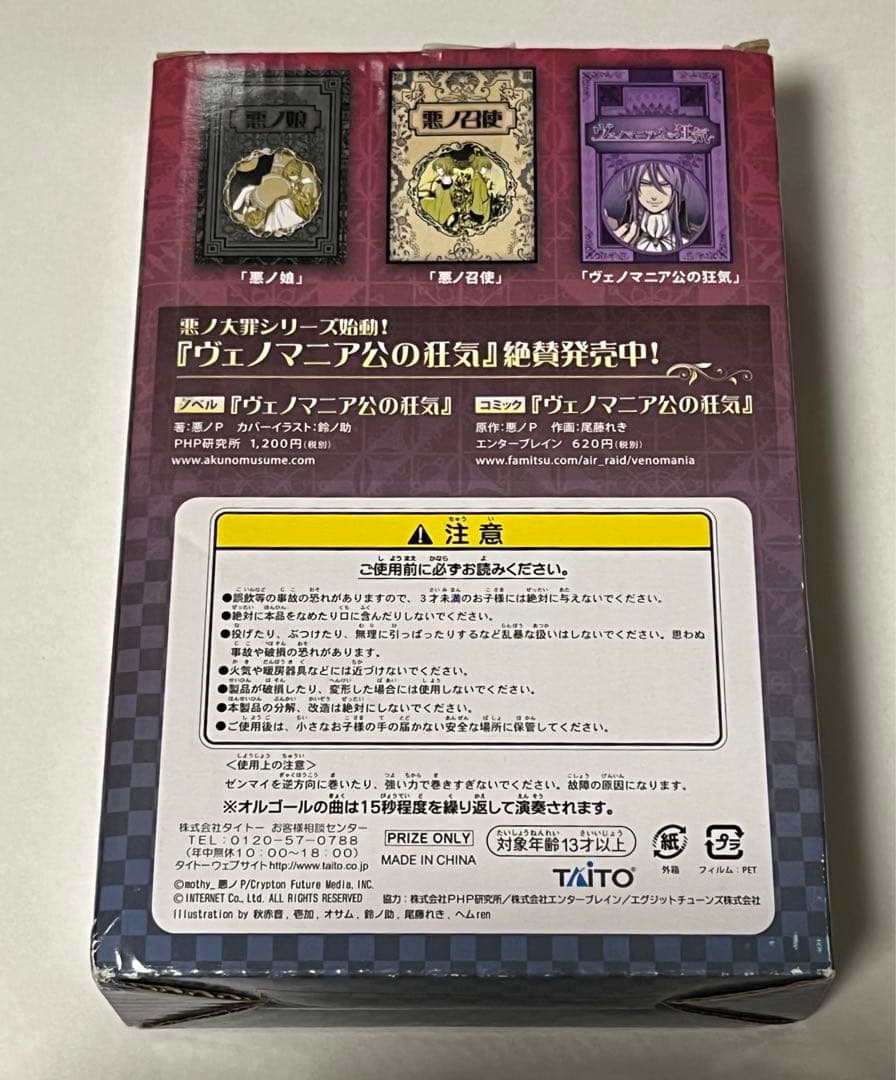 悪ノ娘
悪ノ召使
ヴェノマニア公の狂気
「悪ノ娘」
「悪ノ召使」
「ヴェノマニア公の狂気」
悪ノ大罪シリーズ始動!
『ヴェノマニア公の狂気』絶賛発売中!
ノベル 『ヴェノマニア公の狂気』
著:悪ノP カバーイラスト:鈴ノ助
PHP研究所 1,200円(税別)
www.akunomusume.com
コミック 『ヴェノマニア公の狂気』
原作:悪ノP 作画:尾藤れき
エンターブレイン 620円(税別)
www.famitsu.com/air_raid/venomania
注意
ご使用前に必ずお読みください。
●誤飲等の事故の恐れがありますので、3才未満のお子様には絶対に与えないでください。
●絶対に本品をなめたり口に含んだりしないでください。
●投げたり、ぶつけたり、無理に引っぱったりするなど乱暴な扱いはしないでください。思わぬ
事故や破損の恐れがあります。
●火気や暖房器具などには近づけないでください。
●製品が破損したり、変形した場合には使用しないでください。
●本製品の分解、改造は絶対にしないでください。
●ご使用後は、小さなお子様の手の届かない安全な場所に保管してください。
<使用上の注意>
ゼンマイを逆方向に巻いたり、強い力で巻きすぎないでください。故障の原因になります。
※オルゴールの曲は15秒程度を繰り返して演奏されます。
株式会社タイトー お客様相談センター
TEL:0120-57-0788
(年中無休10:00~18:00)
タイトーウェブサイトhttp://www.taito.co.jp
PRIZE ONLY
MADE IN CHINA
対象年齢13才以上
TAITO
紙
外箱
プラ
フィルム:PET
©mothy_悪ノP/Crypton Future Media, INC.
© INTERNET Co., Ltd. ALL RIGHTS RESERVED
Illustration by 秋赤音, 壱加, オサム, 鈴ノ助, 尾藤れき, ヘムren
協力:株式会社PHP研究所/株式会社エンターブレイン/エグジットチューンズ株式会社